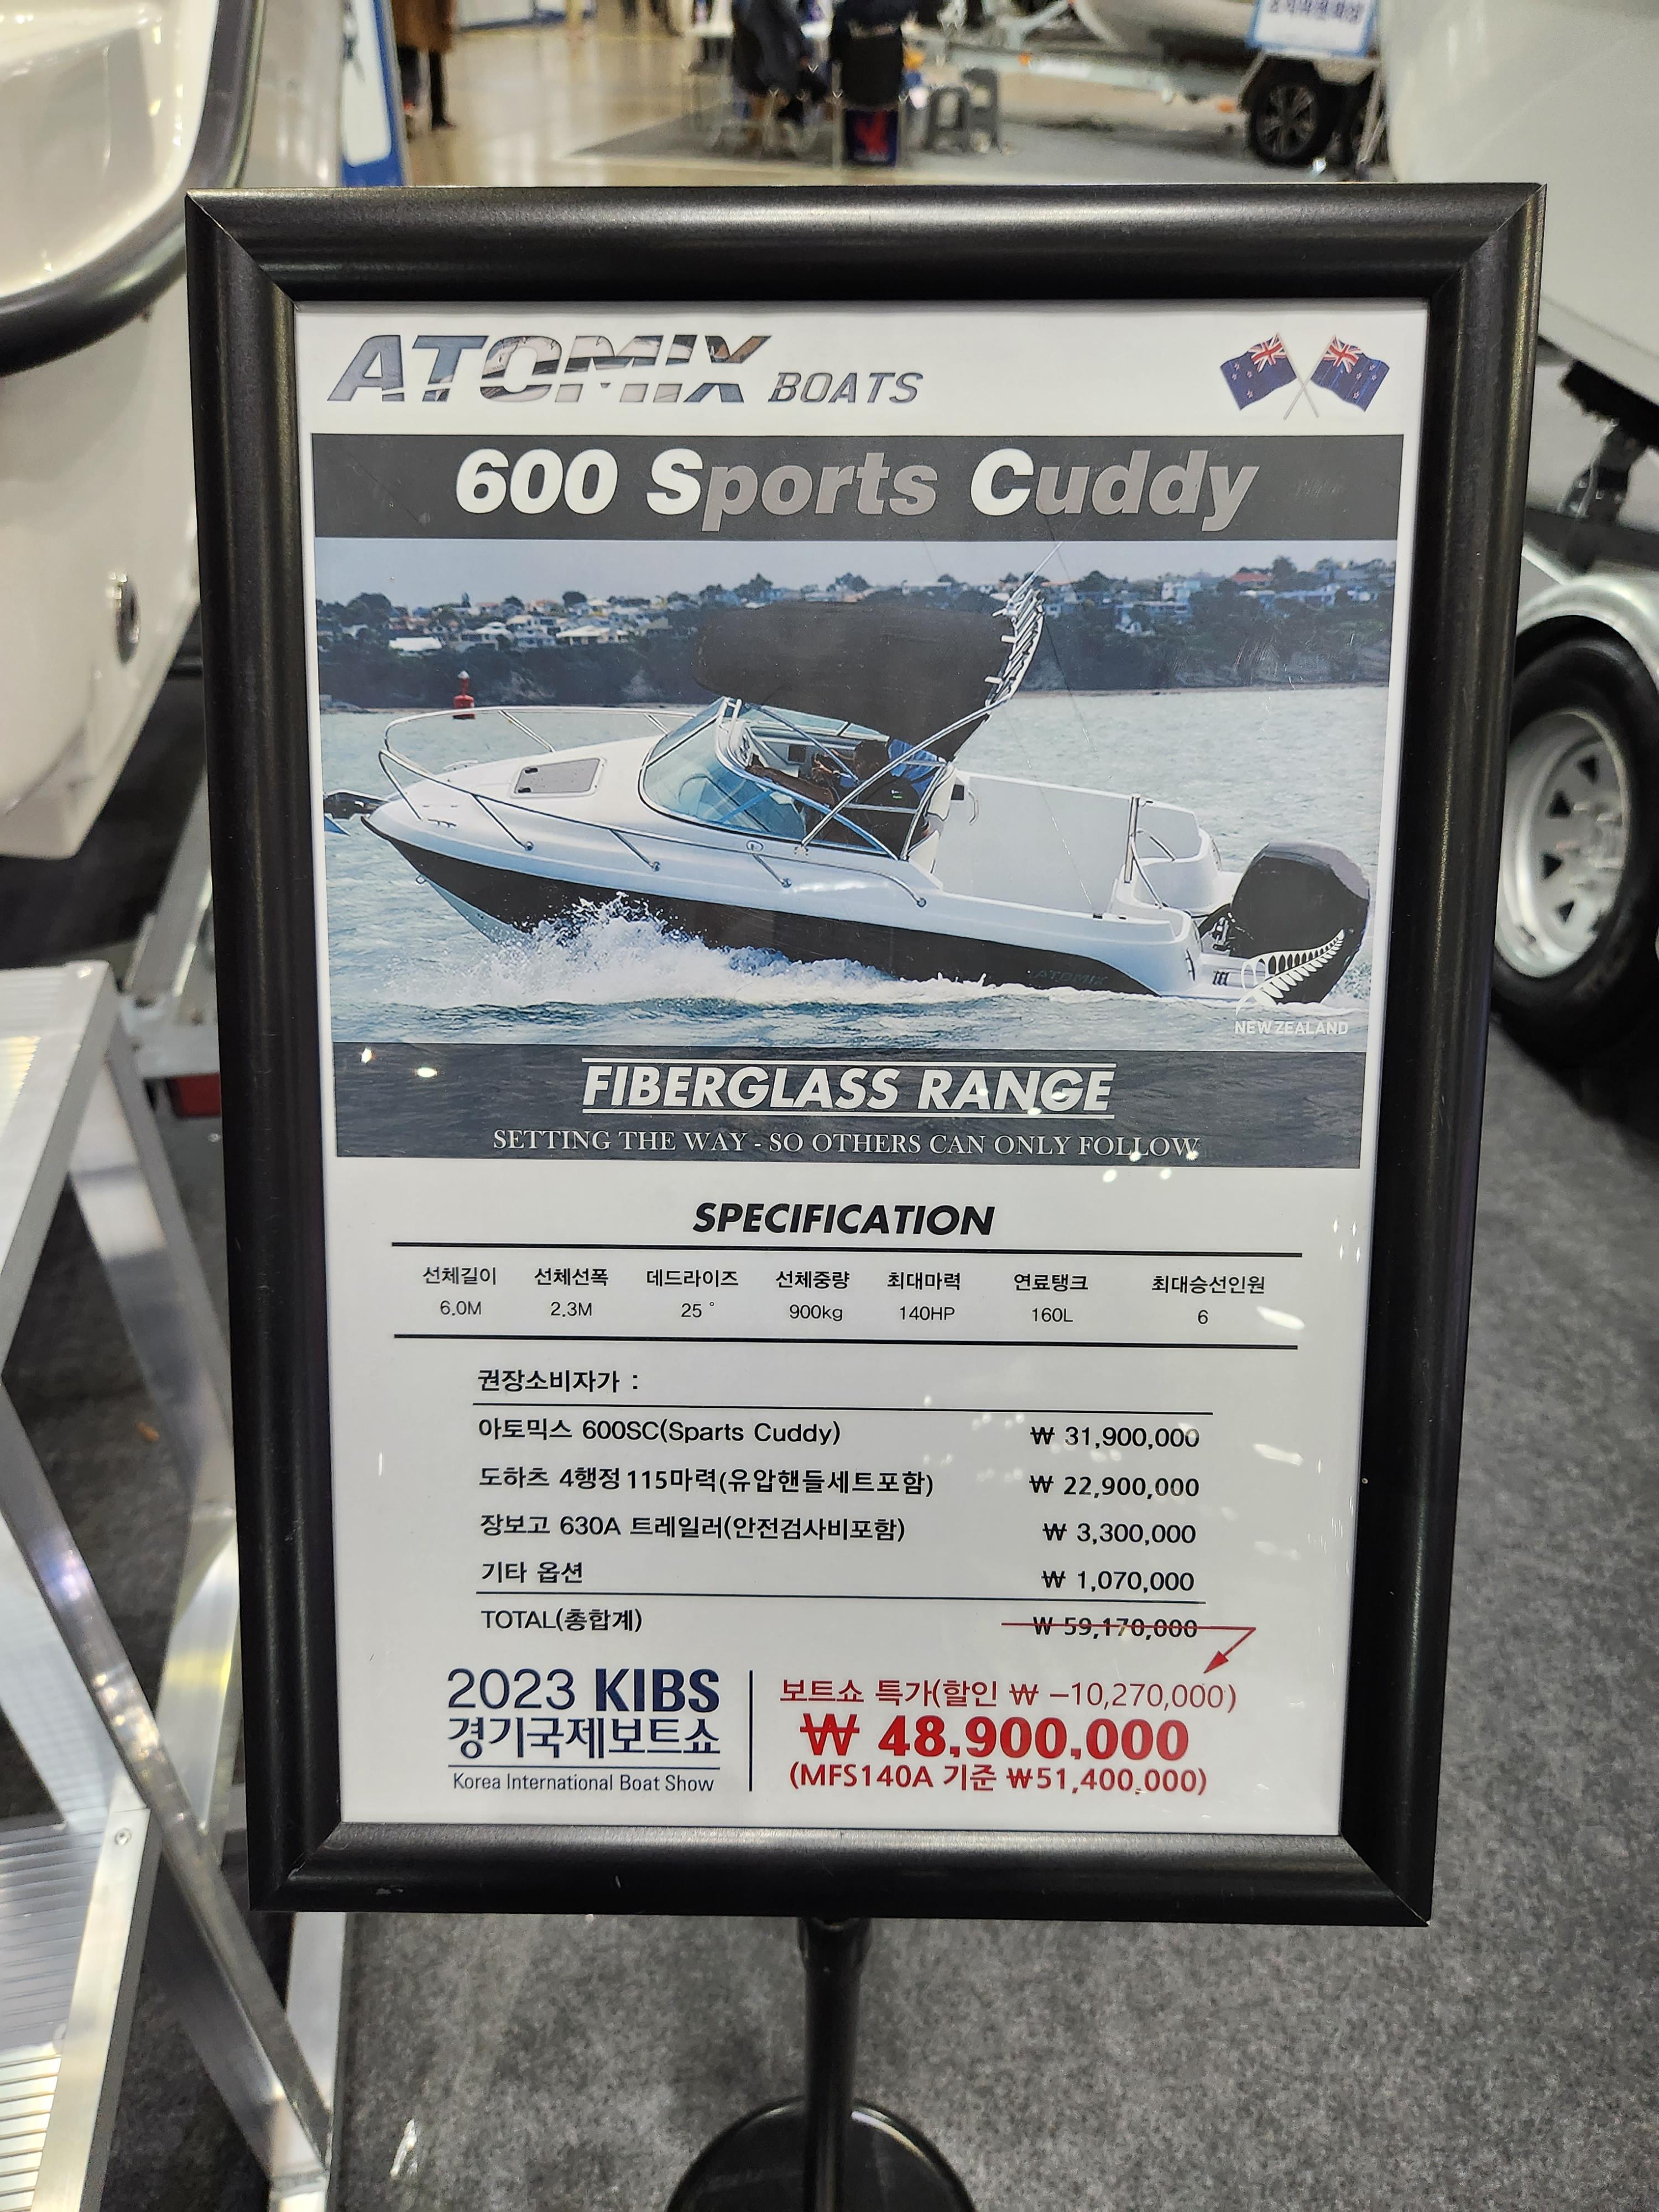 ATOMIX BOATS
600 Sports Cuddy
ATOMIX
NEW ZEALAND
FIBERGLASS RANGE
SETTING THE WAY - SO OTHERS CAN ONLY FOLLOW
SPECIFICATION
선체길이 선체선폭 데드라이즈 선체중량 최대마력 연료탱크 최대승선인원
6.0M 2.3M 25° 900kg 140HP 160L 6
권장소비자가 :
아토믹스 600SC(Sparts Cuddy) ₩ 31,900,000
도하츠 4행정 115마력(유압핸들세트포함) ₩ 22,900,000
장보고 630A 트레일러(안전검사비포함) ₩ 3,300,000
기타 옵션 ₩ 1,070,000
TOTAL(총합계) ₩ 59,170,000
2023 KIBS
경기국제보트쇼
Korea International Boat Show
보트쇼 특가(할인 ₩ -10,270,000)
₩ 48,900,000
(MFS140A 기준 ₩51,400,000)